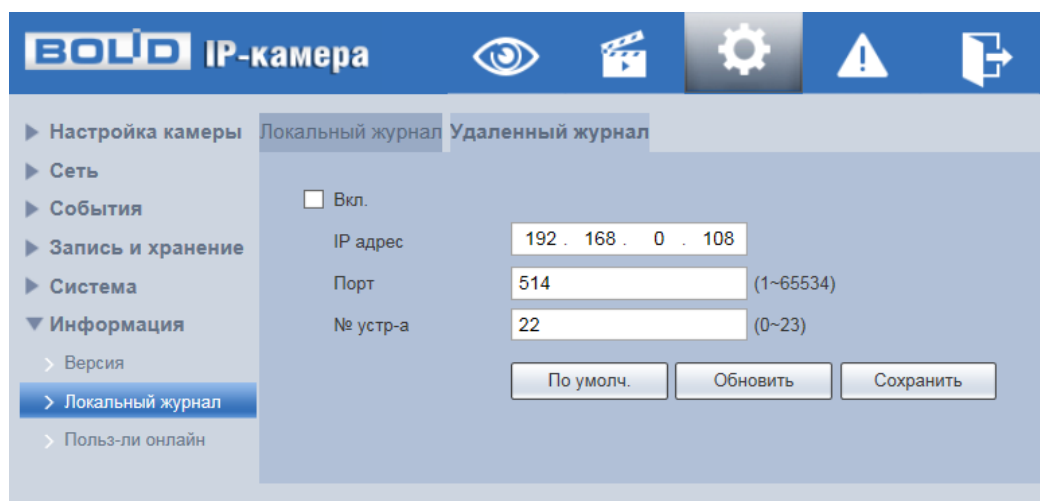 BOLID IP-камера
Настройка камеры
Сеть
События
Запись и хранение
Система
Информация
Версия
Локальный журнал
Польз-ли онлайн
Локальный журнал Удаленный журнал
Вкл.
IP адрес 192 . 168 . 0 . 108
Порт 514 (1~65534)
№ устр-а 22 (0~23)
По умолч. Обновить Сохранить